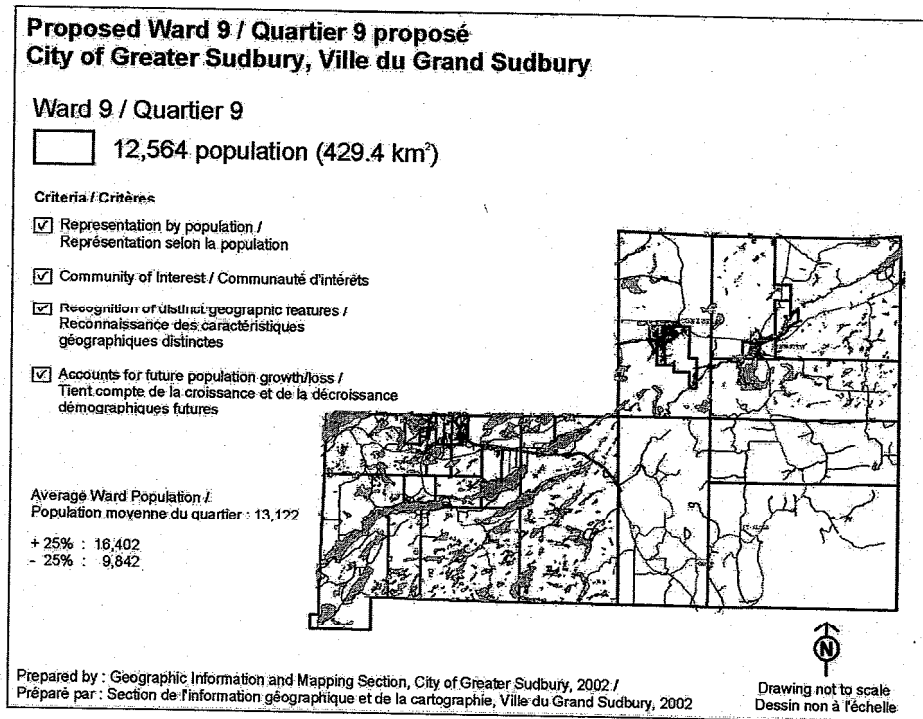 Proposed Ward 9 / Quartier 9 proposé
City of Greater Sudbury, Ville du Grand Sudbury
Ward 9 / Quartier 9
12,564 population (429.4 km²)
Criteria / Critères
Representation by population /
Représentation selon la population
Community of Interest / Communauté d'intérêts
Recognition of distinct geographic features /
Reconnaissance des caractéristiques
géographiques distinctes
Accounts for future population growth/loss /
Tient compte de la croissance et de la décroissance
démographiques futures
Average Ward Population /
Population moyenne du quartier : 13,122
+ 25% : 16,402
- 25% : 9,842
N
Prepared by : Geographic Information and Mapping Section, City of Greater Sudbury, 2002 /
Préparé par : Section de l'information géographique et de la cartographie, Ville du Grand Sudbury, 2002
Drawing not to scale
Dessin non à l'échelle